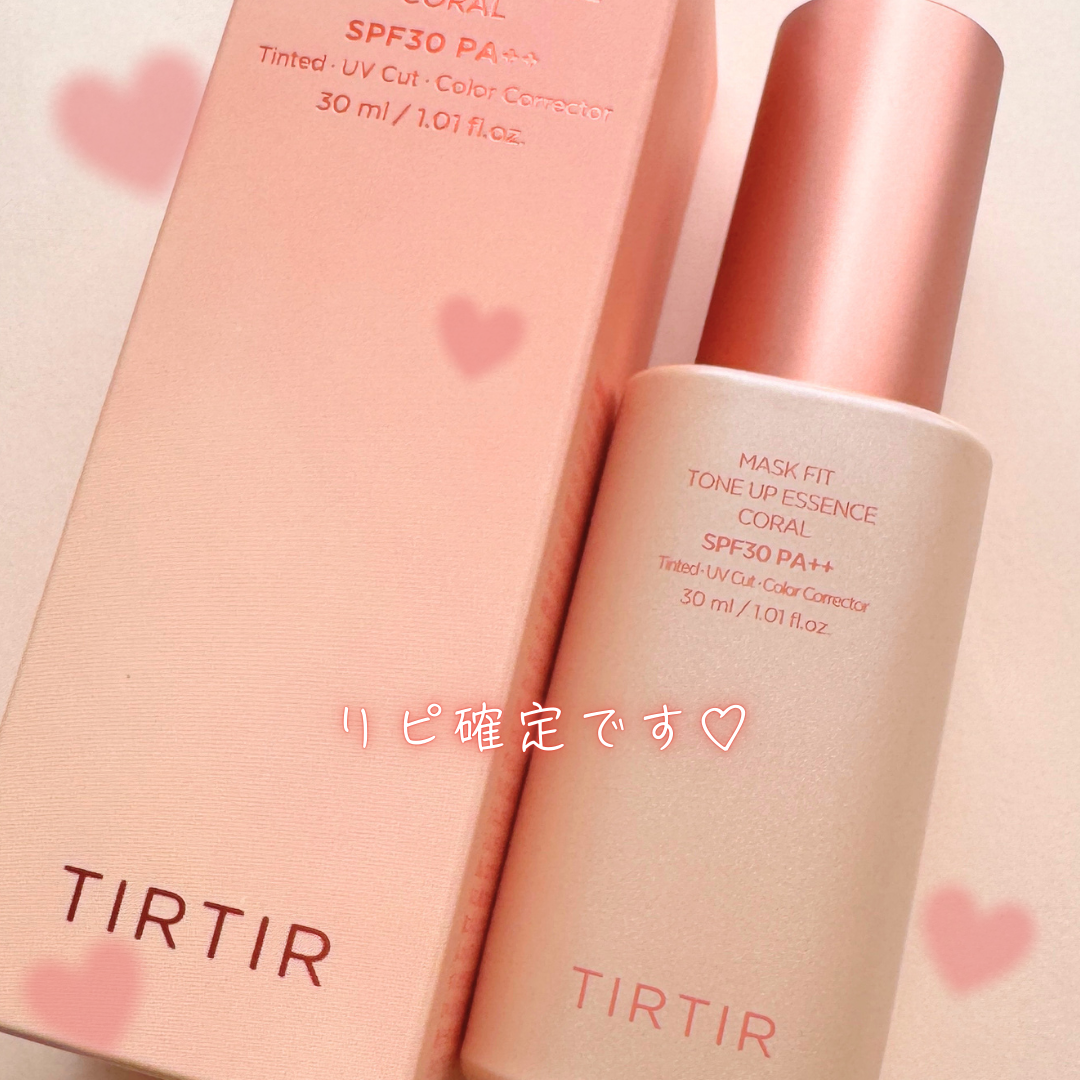 CORAL
SPF30 PA++
Tinted · UV Cut · Color Corrector
30 ml / 1.01 fl.oz.
TIRTIR
MASK FIT
TONE UP ESSENCE
CORAL
SPF30 PA++
Tinted · UV Cut · Color Corrector
30 ml / 1.01 fl.oz.
リピ確定です♡
TIRTIR